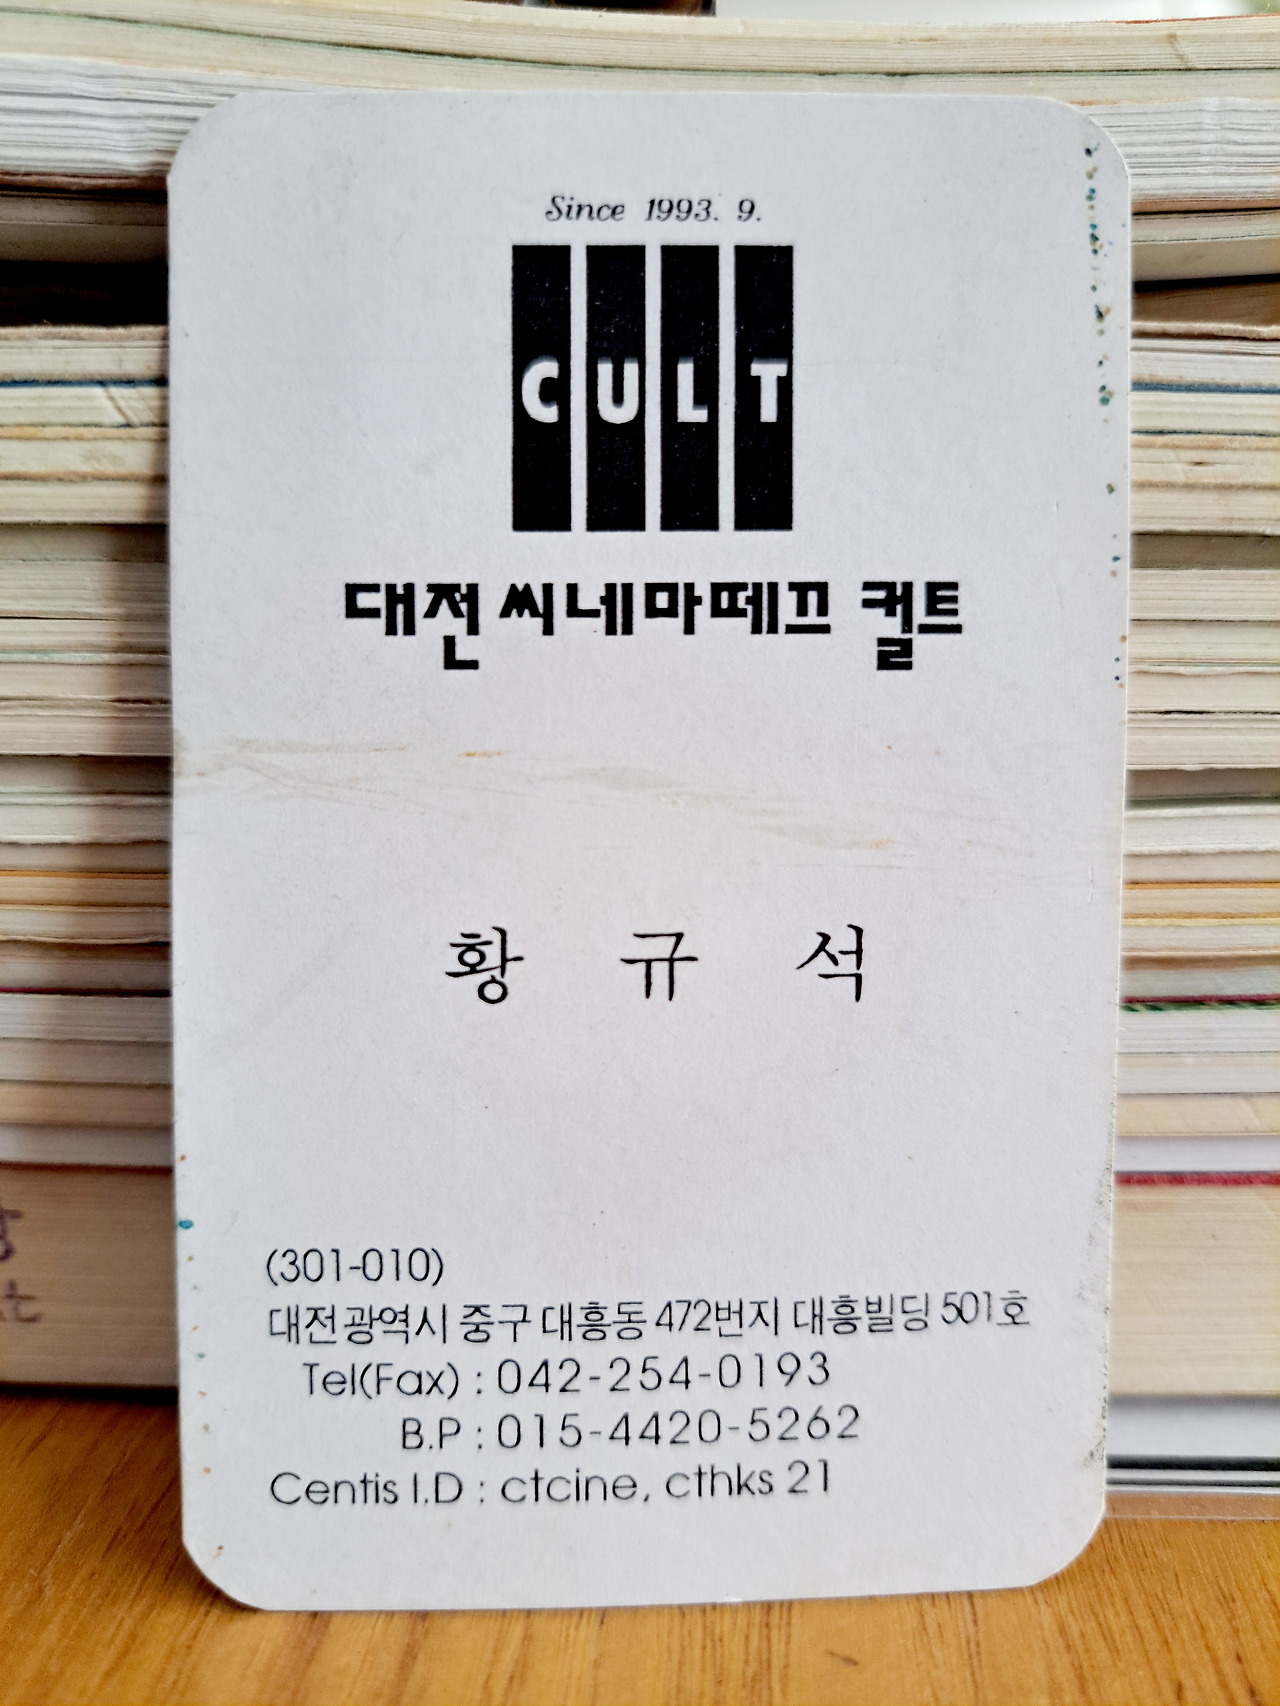 Since 1993. 9.
CULT
대전 씨네마떼끄 컬트
황 규 석
(301-010)
대전광역시 중구 대흥동 472번지 대흥빌딩 501호
Tel(Fax) : 042-254-0193
B.P : 015-4420-5262
Centis I.D : ctcine, cthks 21